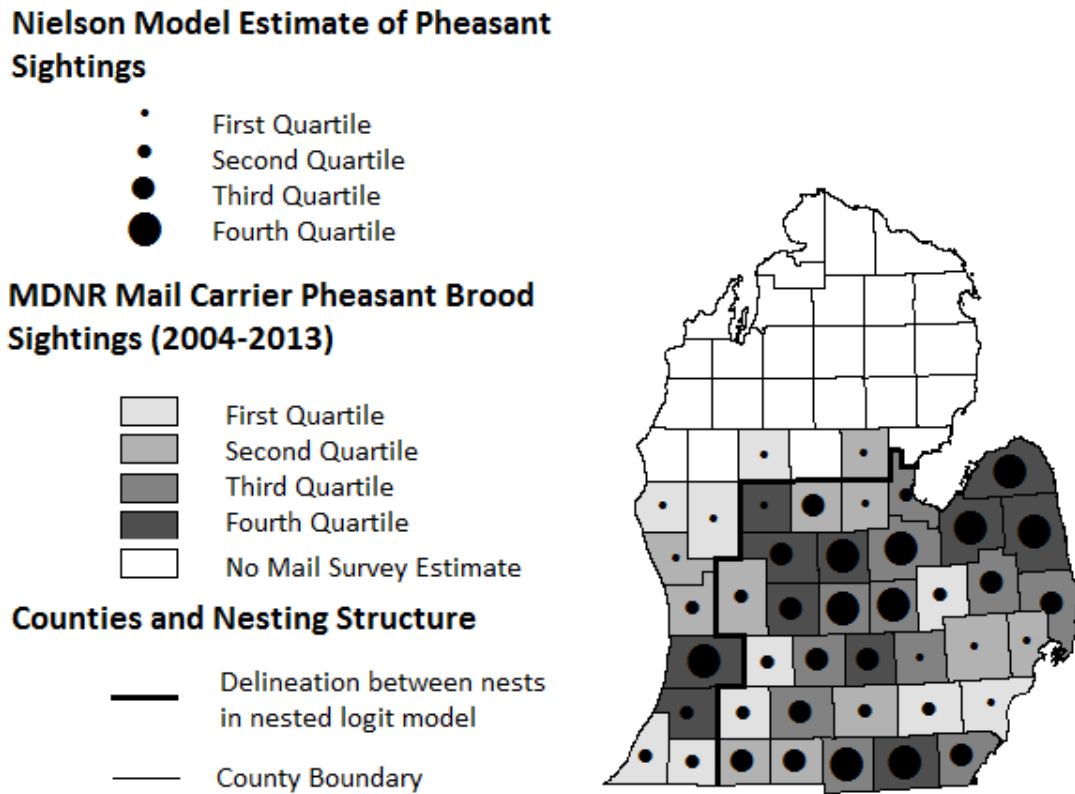 Nielson Model Estimate of Pheasant
Sightings
First Quartile
Second Quartile
Third Quartile
Fourth Quartile
MDNR Mail Carrier Pheasant Brood
Sightings (2004-2013)
First Quartile
Second Quartile
Third Quartile
Fourth Quartile
No Mail Survey Estimate
Counties and Nesting Structure
Delineation between nests
in nested logit model
County Boundary